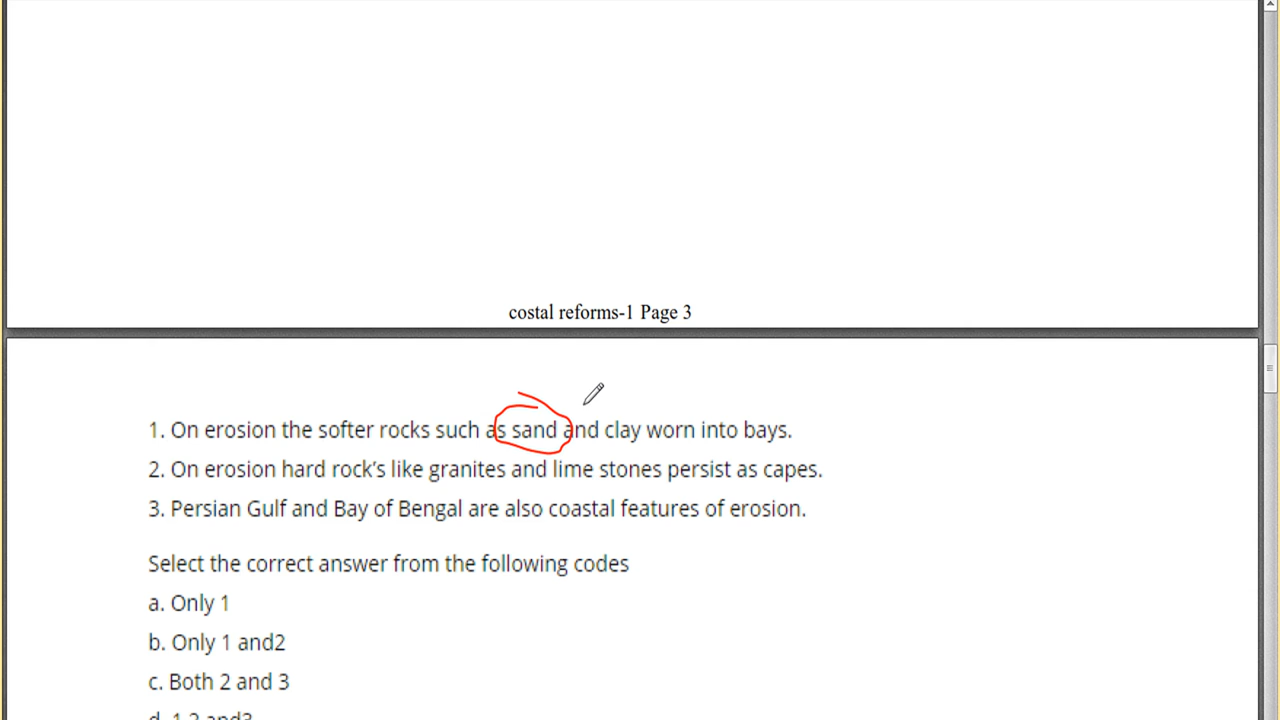 costal reforms-1 Page 3
1. On erosion the softer rocks such as sand and clay worn into bays.
2. On erosion hard rock's like granites and lime stones persist as capes.
3. Persian Gulf and Bay of Bengal are also coastal features of erosion.
Select the correct answer from the following codes
a. Only 1
b. Only 1 and2
c. Both 2 and 3
d. 1,2 and3